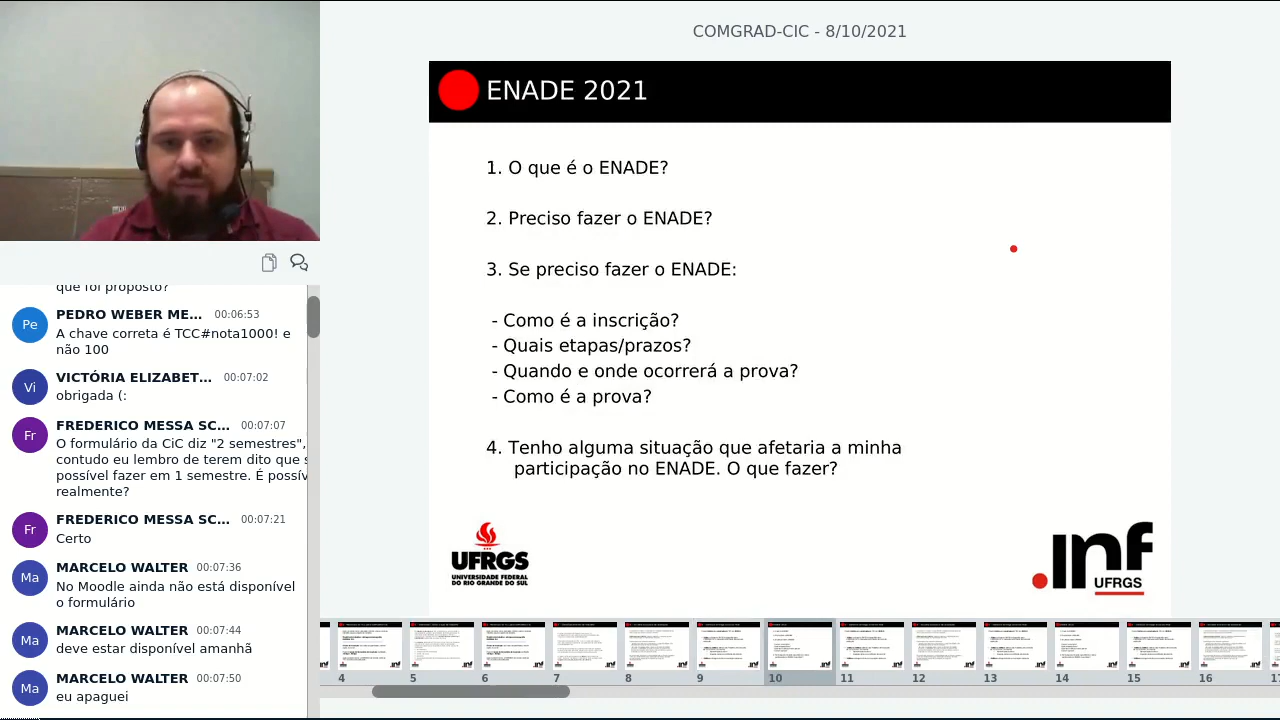 COMGRAD-CIC - 8/10/2021
ENADE 2021
1. O que é o ENADE?
2. Preciso fazer o ENADE?
3. Se preciso fazer o ENADE:
- Como é a inscrição?
- Quais etapas/prazos?
- Quando e onde ocorrerá a prova?
- Como é a prova?
4. Tenho alguma situação que afetaria a minha
participação no ENADE. O que fazer?
UFRGS
UNIVERSIDADE FEDERAL
DO RIO GRANDE DO SUL
.inf
UFRGS
que foi proposto?
Pe
PEDRO WEBER ME... 00:06:53
A chave correta é TCC#nota1000! e
não 100
Vi
VICTÓRIA ELIZABET... 00:07:02
obrigada (:
Fr
FREDERICO MESSA SC... 00:07:07
O formulário da CiC diz "2 semestres",
contudo eu lembro de terem dito que
possível fazer em 1 semestre. É
realmente?
Fr
FREDERICO MESSA SC... 00:07:21
Certo
Ma
MARCELO WALTER 00:07:36
No Moodle ainda não está disponível
o formulário
Ma
MARCELO WALTER 00:07:44
deve estar disponível amanhã
Ma
MARCELO WALTER 00:07:50
eu apaguei
4 5 6 7 8 9 10 11 12 13 14 15 16 17